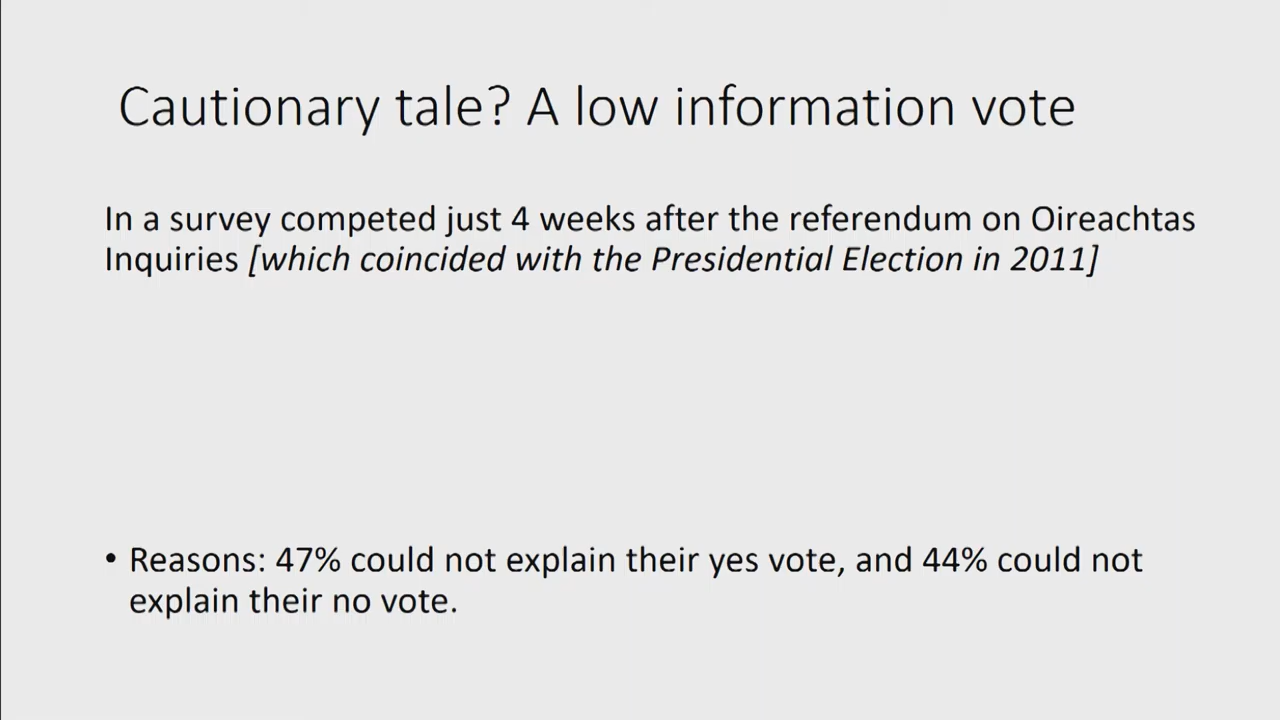 Cautionary tale? A low information vote
In a survey competed just 4 weeks after the referendum on Oireachtas
Inquiries [which coincided with the Presidential Election in 2011]
• Reasons: 47% could not explain their yes vote, and 44% could not
explain their no vote.